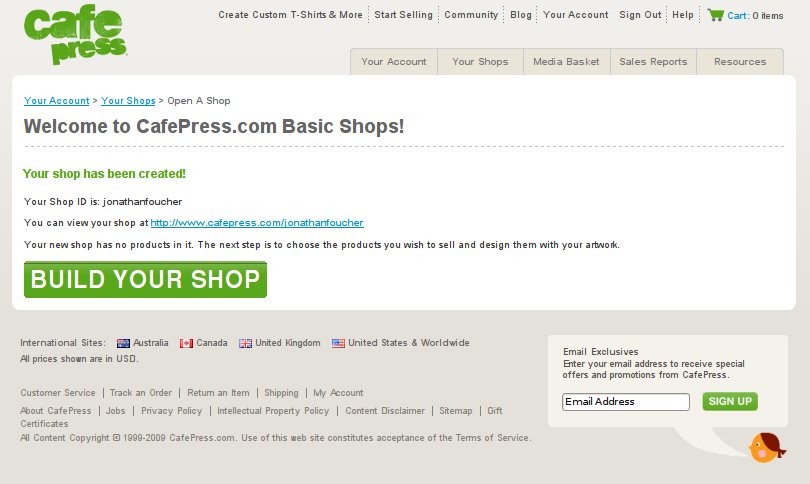 Cafe
press
Create Custom T-Shirts & More Start Selling Community Blog Your Account Sign Out Help Cart: 0 items
Your Account Your Shops Media Basket Sales Reports Resources
Your Account > Your Shops > Open A Shop
Welcome to CafePress.com Basic Shops!
Your shop has been created!
Your Shop ID is: jonathanfoucher
You can view your shop at http://www.cafepress.com/jonathanfoucher
Your new shop has no products in it. The next step is to choose the products you wish to sell and design them with your artwork.
BUILD YOUR SHOP
International Sites: Australia Canada United Kingdom United States & Worldwide
All prices shown are in USD.
Customer Service | Track an Order | Return an Item | Shipping | My Account
About CafePress | Jobs | Privacy Policy | Intellectual Property Policy | Content Disclaimer | Sitemap | Gift
Certificates
All Content Copyright © 1999-2009 CafePress.com. Use of this web site constitutes acceptance of the Terms of Service.
Email Exclusives
Enter your email address to receive special
offers and promotions from CafePress.
Email Address SIGN UP